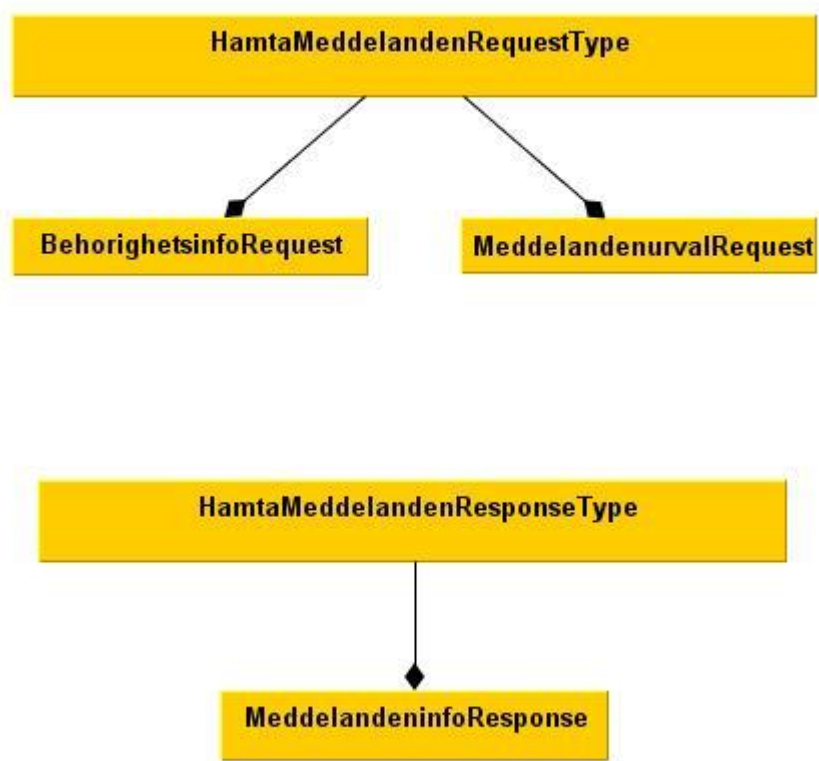 HamtaMeddelandenRequestType
BehorighetsinfoRequest
MeddelandenurvalRequest
HamtaMeddelandenResponseType
MeddelandeninfoResponse